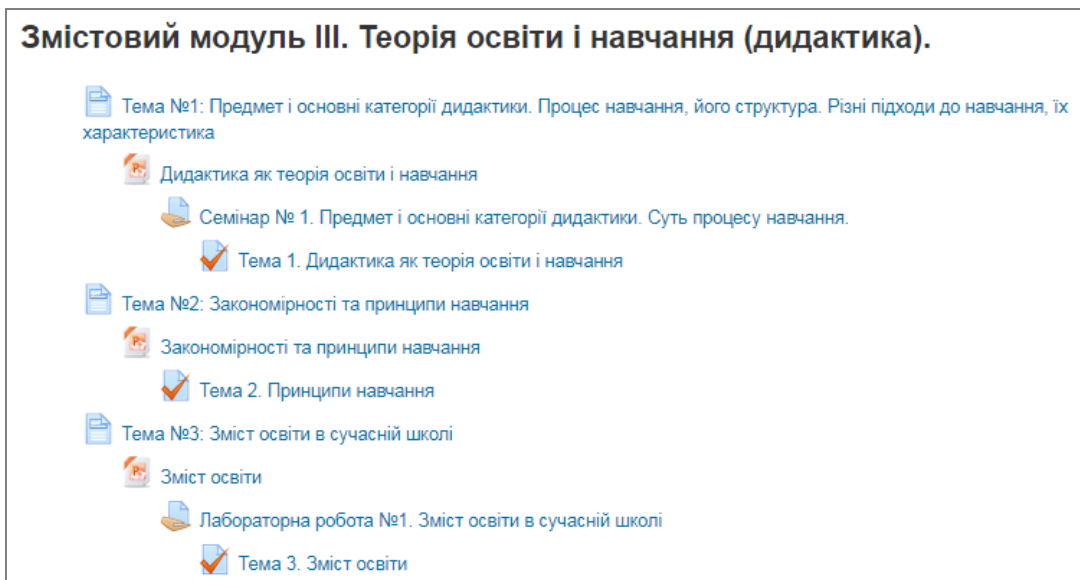 Змістовий модуль ІІІ. Теорія освіти і навчання (дидактика).
Тема №1: Предмет і основні категорії дидактики. Процес навчання, його структура. Різні підходи до навчання, їх
характеристика
Дидактика як теорія освіти і навчання
Семінар № 1. Предмет і основні категорії дидактики. Суть процесу навчання.
Тема 1. Дидактика як теорія освіти і навчання
Тема №2: Закономірності та принципи навчання
Закономірності та принципи навчання
Тема 2. Принципи навчання
Тема №3: Зміст освіти в сучасній школі
Зміст освіти
Лабораторна робота №1. Зміст освіти в сучасній школі
Тема 3. Зміст освіти